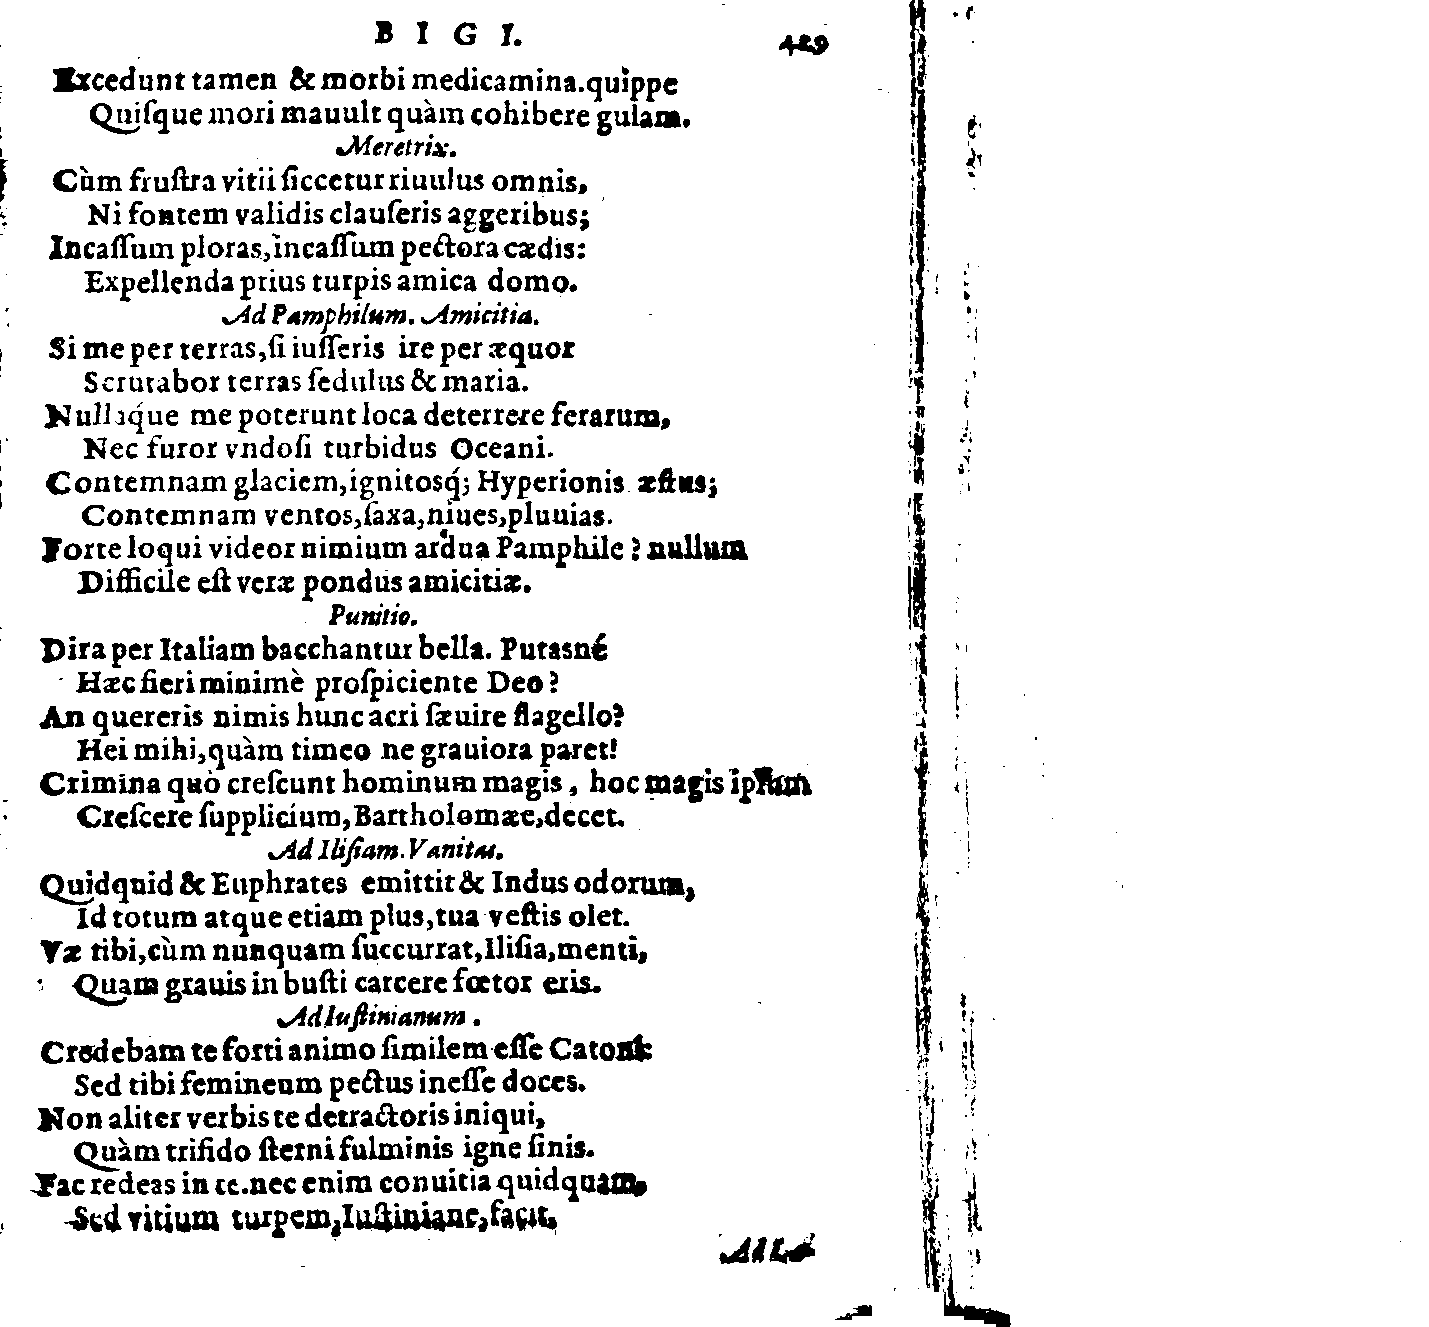 BIGI. 429
Excedunt tamen & morbi medicamina.quippe
Quiſque mori mauult quàm cohibere gulam.
Meretrix.
Cùm fruſtra vitii ſiccetur riuulus omnis,
Ni fontem validis clauſeris aggeribus;
Incaſſum ploras,incaſſum pectora cædis:
Expellenda prius turpis amica domo.
Ad Pamphilum. Amicitia.
Si me per terras,ſi iuſſeris ire per æquor
Scrutabor terras ſedulus & maria.
Nullaq́ue me poterunt loca deterrere ferarum,
Nec furor vndoſi turbidus Oceani.
Contemnam glaciem,ignitosq́; Hyperionis æſtus;
Contemnam ventos,ſaxa,niues,pluuias.
Forte loqui videor nimium ardua Pamphile ? nullum
Difficile eſt veræ pondus amicitiæ.
Punitio.
Dira per Italiam bacchantur bella. Putasné
Hæc fieri minimè proſpiciente Deo?
An quereris nimis hunc acri ſæuire flagello?
Hei mihi,quàm timeo ne grauiora paret!
Crimina quò creſcunt hominum magis, hoc magis ipſum
Creſcere ſupplicium,Bartholomæe,decet.
Ad Iliſiam. Vanitas.
Quidquid & Euphrates emittit & Indus odorum,
Id totum atque etiam plus,tua veſtis olet.
Væ tibi,cùm nunquam ſuccurrat,Iliſia,menti,
Quam grauis in buſti carcere fœtor eris.
Ad Iuſtinianum.
Credebam te forti animo ſimilem eſſe Catoni:
Sed tibi femineum pectus ineſſe doces.
Non aliter verbis te detractoris iniqui,
Quàm trifido ſterni fulminis igne ſinis.
Fac redeas in te.nec enim conuitia quidquam,
Sed vitium turpem,Iuſtiniane,facit.
Ad